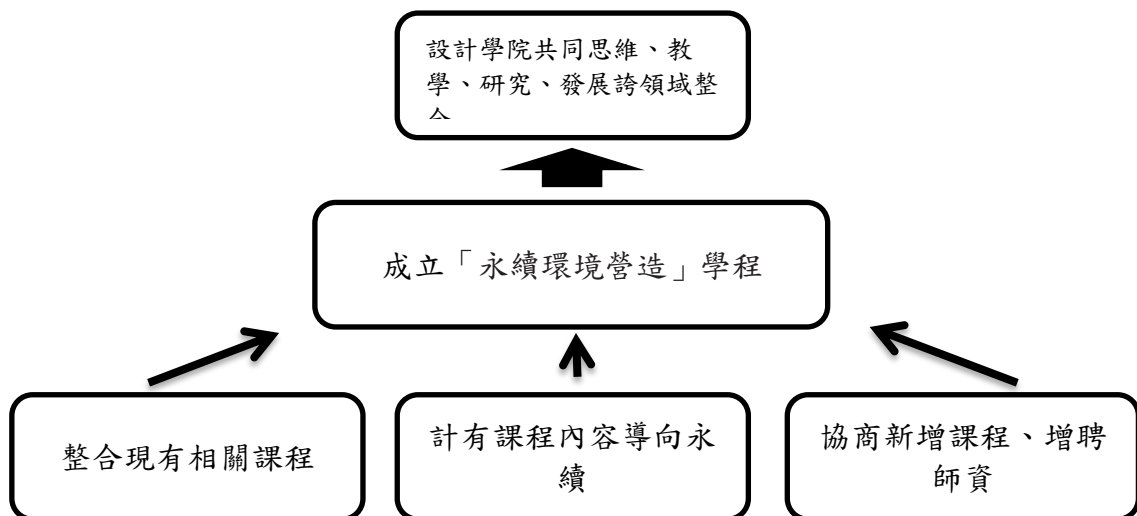 設計學院共同思維、教
學、研究、發展誇領域整
成立「永續環境營造」學程
整合現有相關課程
計有課程內容導向永
續
協商新增課程、增聘
師資